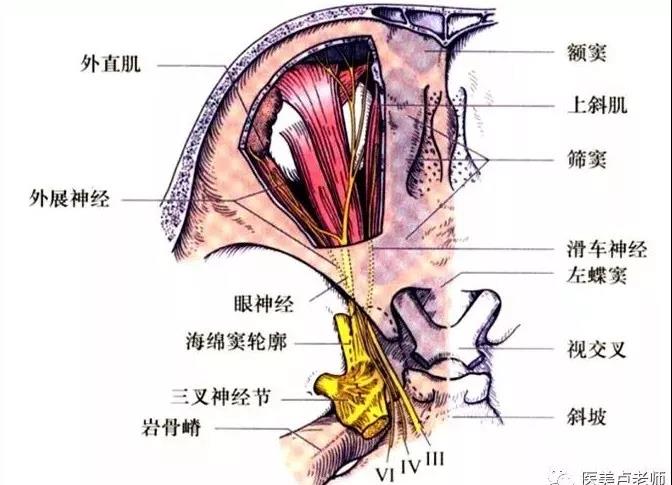 额窦
外直肌
上斜肌
筛窦
外展神经
滑车神经
左蝶窦
眼神经
海绵窦轮廓
视交叉
三叉神经节
斜坡
岩骨嵴
VI IV III
医美卢老师